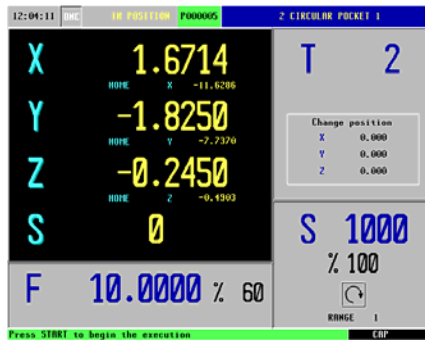 12:04:11 DNC IN POSITION P000005 2 CIRCULAR POCKET 1
X 1.6714
HOME X -11.6286
Y -1.8250
HOME Y -7.7370
Z -0.2450
HOME Z -0.4903
S 0
F 10.0000 % 60
T 2
Change position
X 0.000
Y 0.000
Z 0.000
S 1000
% 100
RANGE 1
Press START to begin the execution CAP